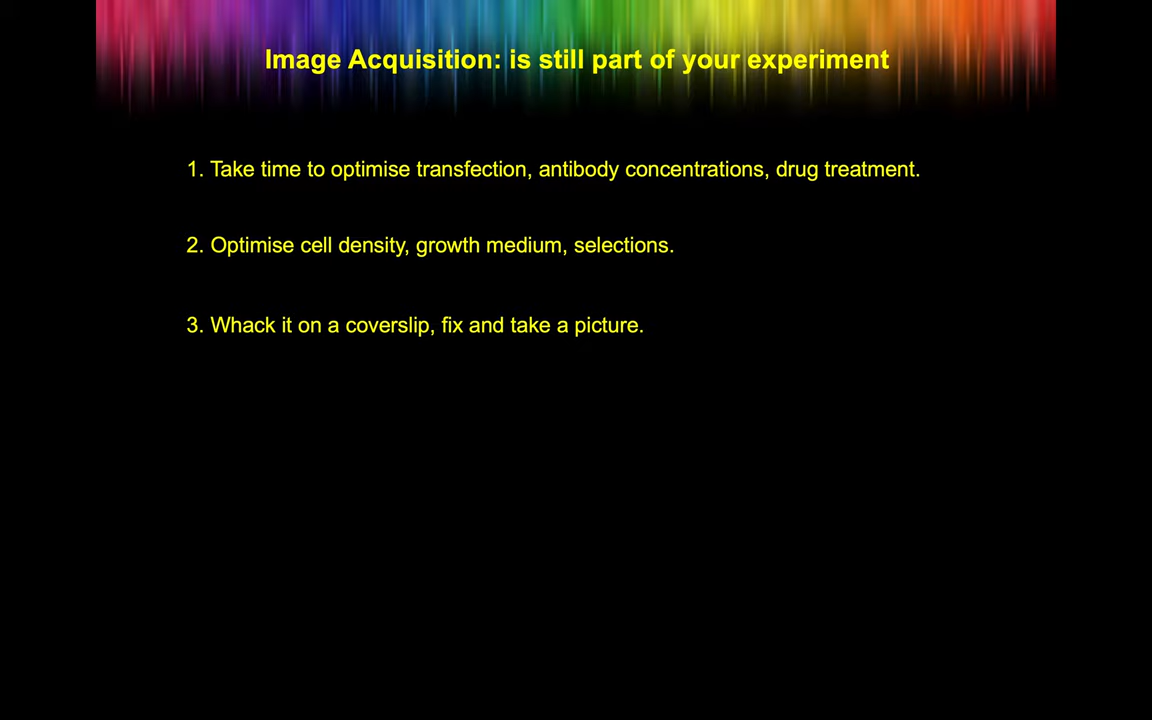 Image Acquisition: is still part of your experiment
1. Take time to optimise transfection, antibody concentrations, drug treatment.
2. Optimise cell density, growth medium, selections.
3. Whack it on a coverslip, fix and take a picture.